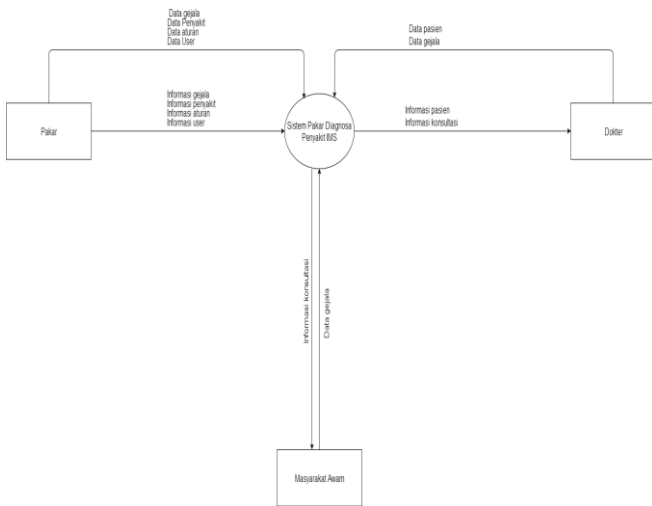 Data gejala
Data Penyakit
Data aturan
Data User
Data pasien
Data gejala
Informasi gejala
Informasi penyakit
Informasi aturan
Informasi user
Informasi pasien
Informasi konsultasi
Pakar
Sistem Pakar Diagnosa
Penyakit IMS
Dokter
Informasi konsultasi
Data gejala
Masyarakat Awam